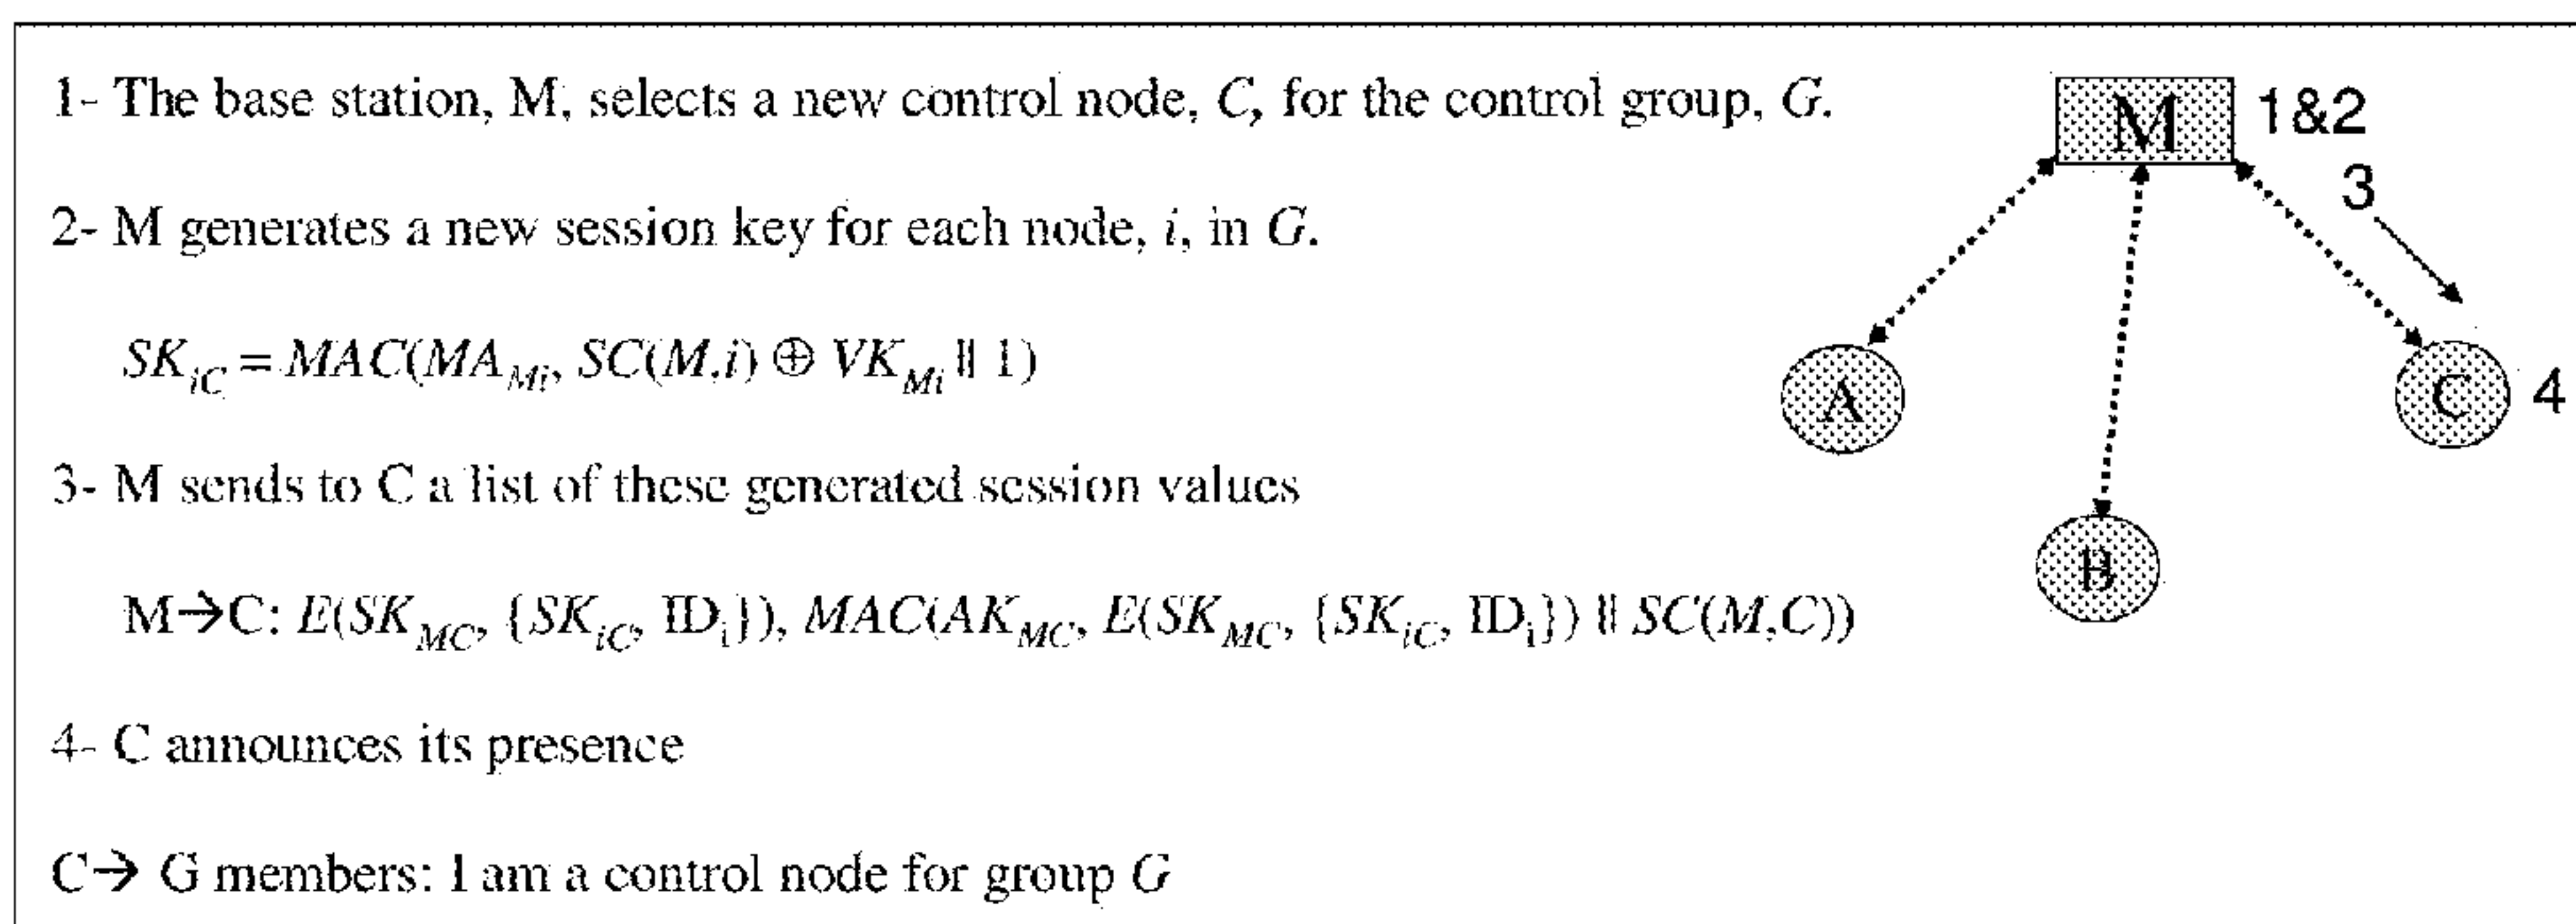 1- The base station, M, selects a new control node, C, for the control group, G.
2- M generates a new session key for each node, i, in G.
SK_iC = MAC(MA_Mi, SC(M,i) ⊕ VK_Mi || 1)
3- M sends to C a list of these generated session values
M→C: E(SK_MC, {SK_iC, ID_i}), MAC(AK_MC, E(SK_MC, {SK_iC, ID_i}) || SC(M,C))
4- C announces its presence
C→ G members: I am a control node for group G
M 1&2
3
A
C 4
B